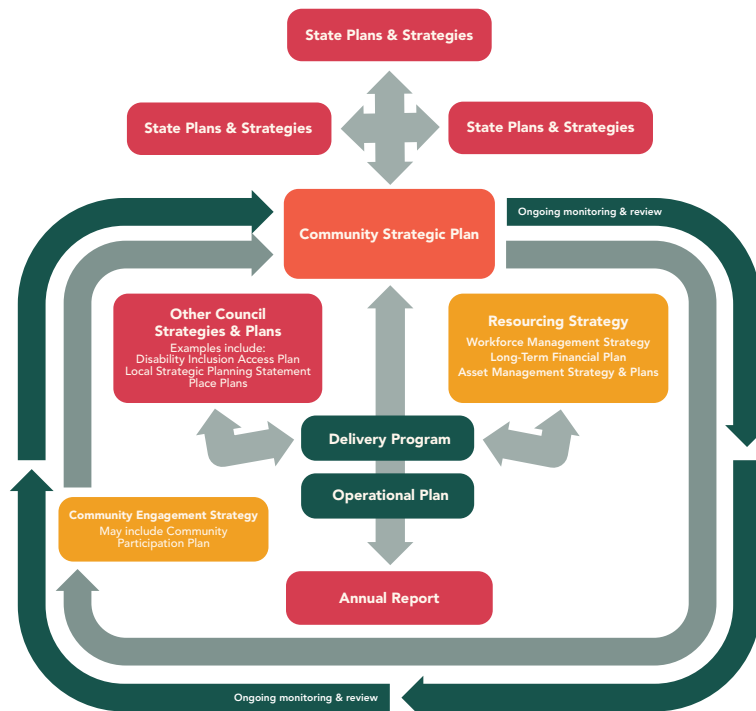 State Plans & Strategies
State Plans & Strategies
State Plans & Strategies
Ongoing monitoring & review
Community Strategic Plan
Other Council
Strategies & Plans
Examples include:
Disability Inclusion Access Plan
Local Strategic Planning Statement
Place Plans
Resourcing Strategy
Workforce Management Strategy
Long-Term Financial Plan
Asset Management Strategy & Plans
Delivery Program
Operational Plan
Community Engagement Strategy
May include Community
Participation Plan
Annual Report
Ongoing monitoring & review